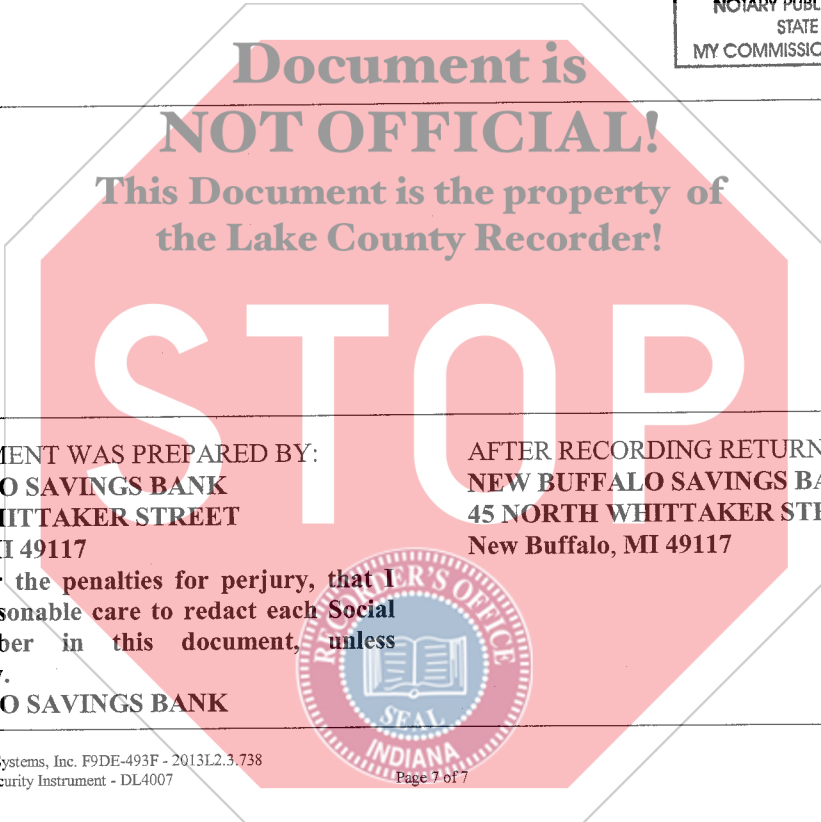 NOTARY PUBL
STATE
MY COMMISSIO
Document is
NOT OFFICIAL!
This Document is the property of
the Lake County Recorder!
STOP
MENT WAS PREPARED BY:
O SAVINGS BANK
HITTAKER STREET
MI 49117
r the penalties for perjury, that I
sonable care to redact each Social
ber in this document, unless
y.
O SAVINGS BANK
AFTER RECORDING RETURN
NEW BUFFALO SAVINGS BA
45 NORTH WHITTAKER STRE
New Buffalo, MI 49117
RECORDER'S OFFICE
SEAL
INDIANA
Systems, Inc. F9DE-493F - 2013L2.3.738
curity Instrument - DL4007
Page 7 of 7